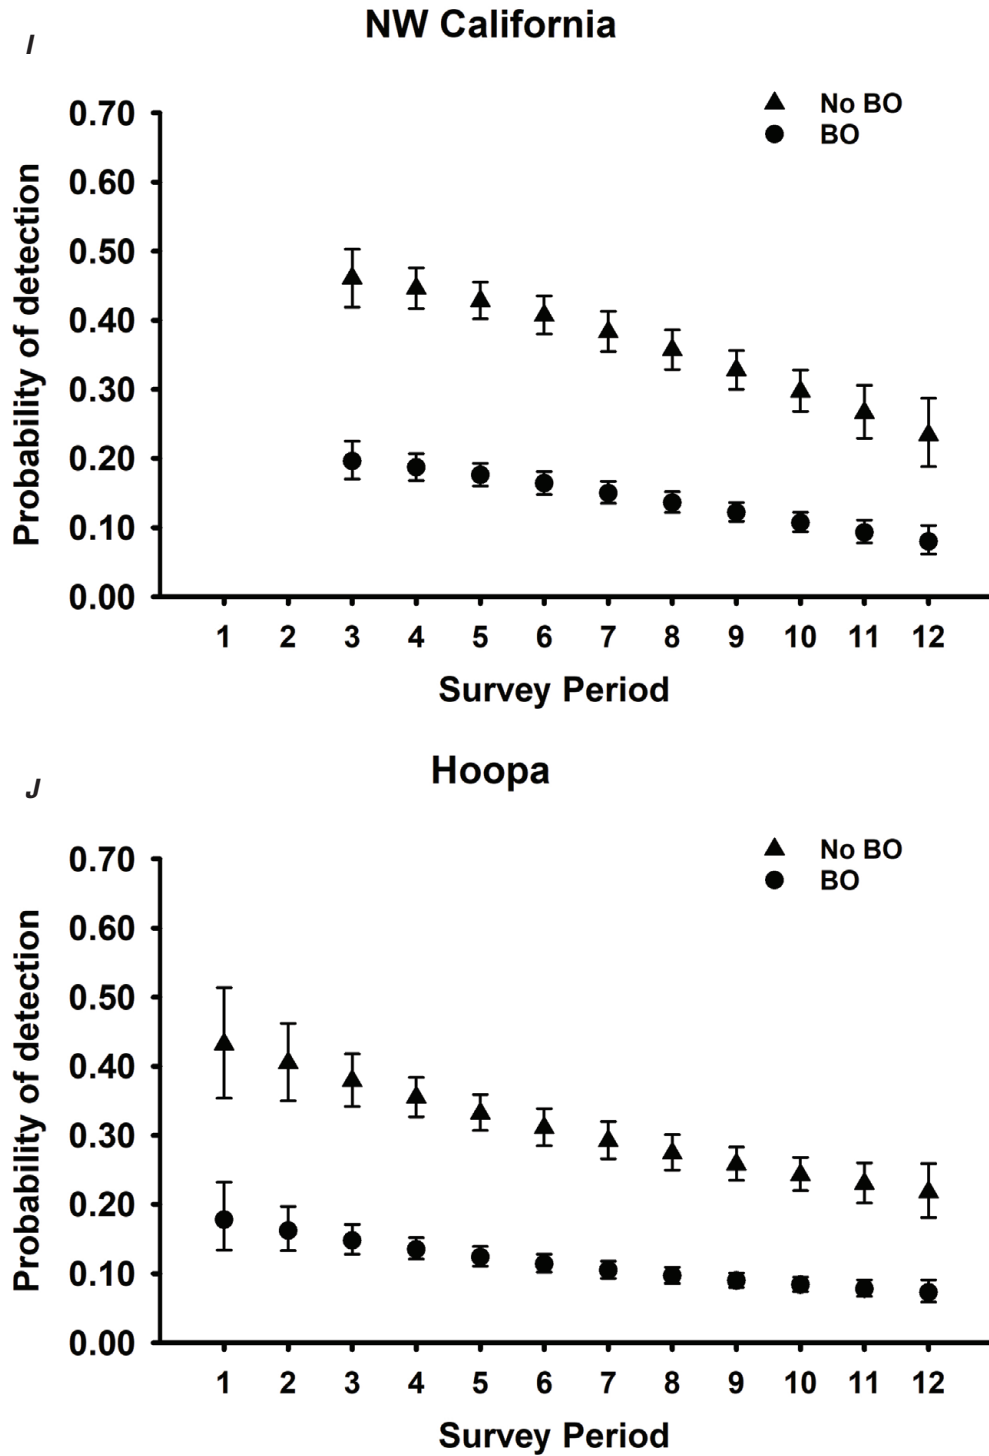 I
NW California
No BO
BO
0.70
0.60
0.50
0.40
0.30
0.20
0.10
0.00
Probability of detection
1 2 3 4 5 6 7 8 9 10 11 12
Survey Period
J
Hoopa
No BO
BO
0.70
0.60
0.50
0.40
0.30
0.20
0.10
0.00
Probability of detection
1 2 3 4 5 6 7 8 9 10 11 12
Survey Period